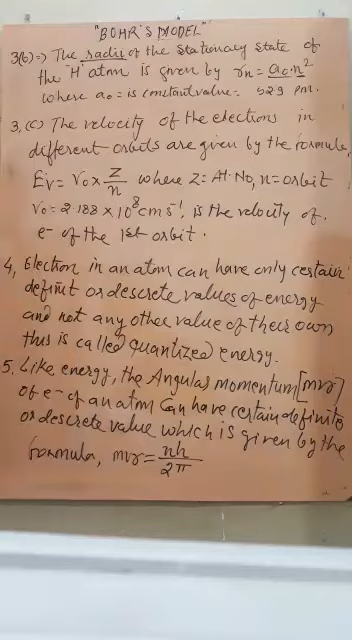 "BOHR'S MODEL"
3(b) => The radii of the stationary state of
the "H" atom is given by rn = a0.n²
where a0 = is constant value = 529 pm.
3. (c) The velocity of the electrons in
different orbits are given by the formula,
Ev = V0 x Z/n where Z = At. No, n = orbit
V0 = 2.188 x 10⁸ cm s⁻¹, is the velocity of.
e- of the 1st orbit.
4, Election in an atom can have only certain
definit or descrete values of energy
and not any other value of their own
this is called quantized energy.
5. Like energy, the Angular momentum [mvr]
of e- of an atom can have certain definite
or descrete value which is given by the
formula, mvr = nh/2π